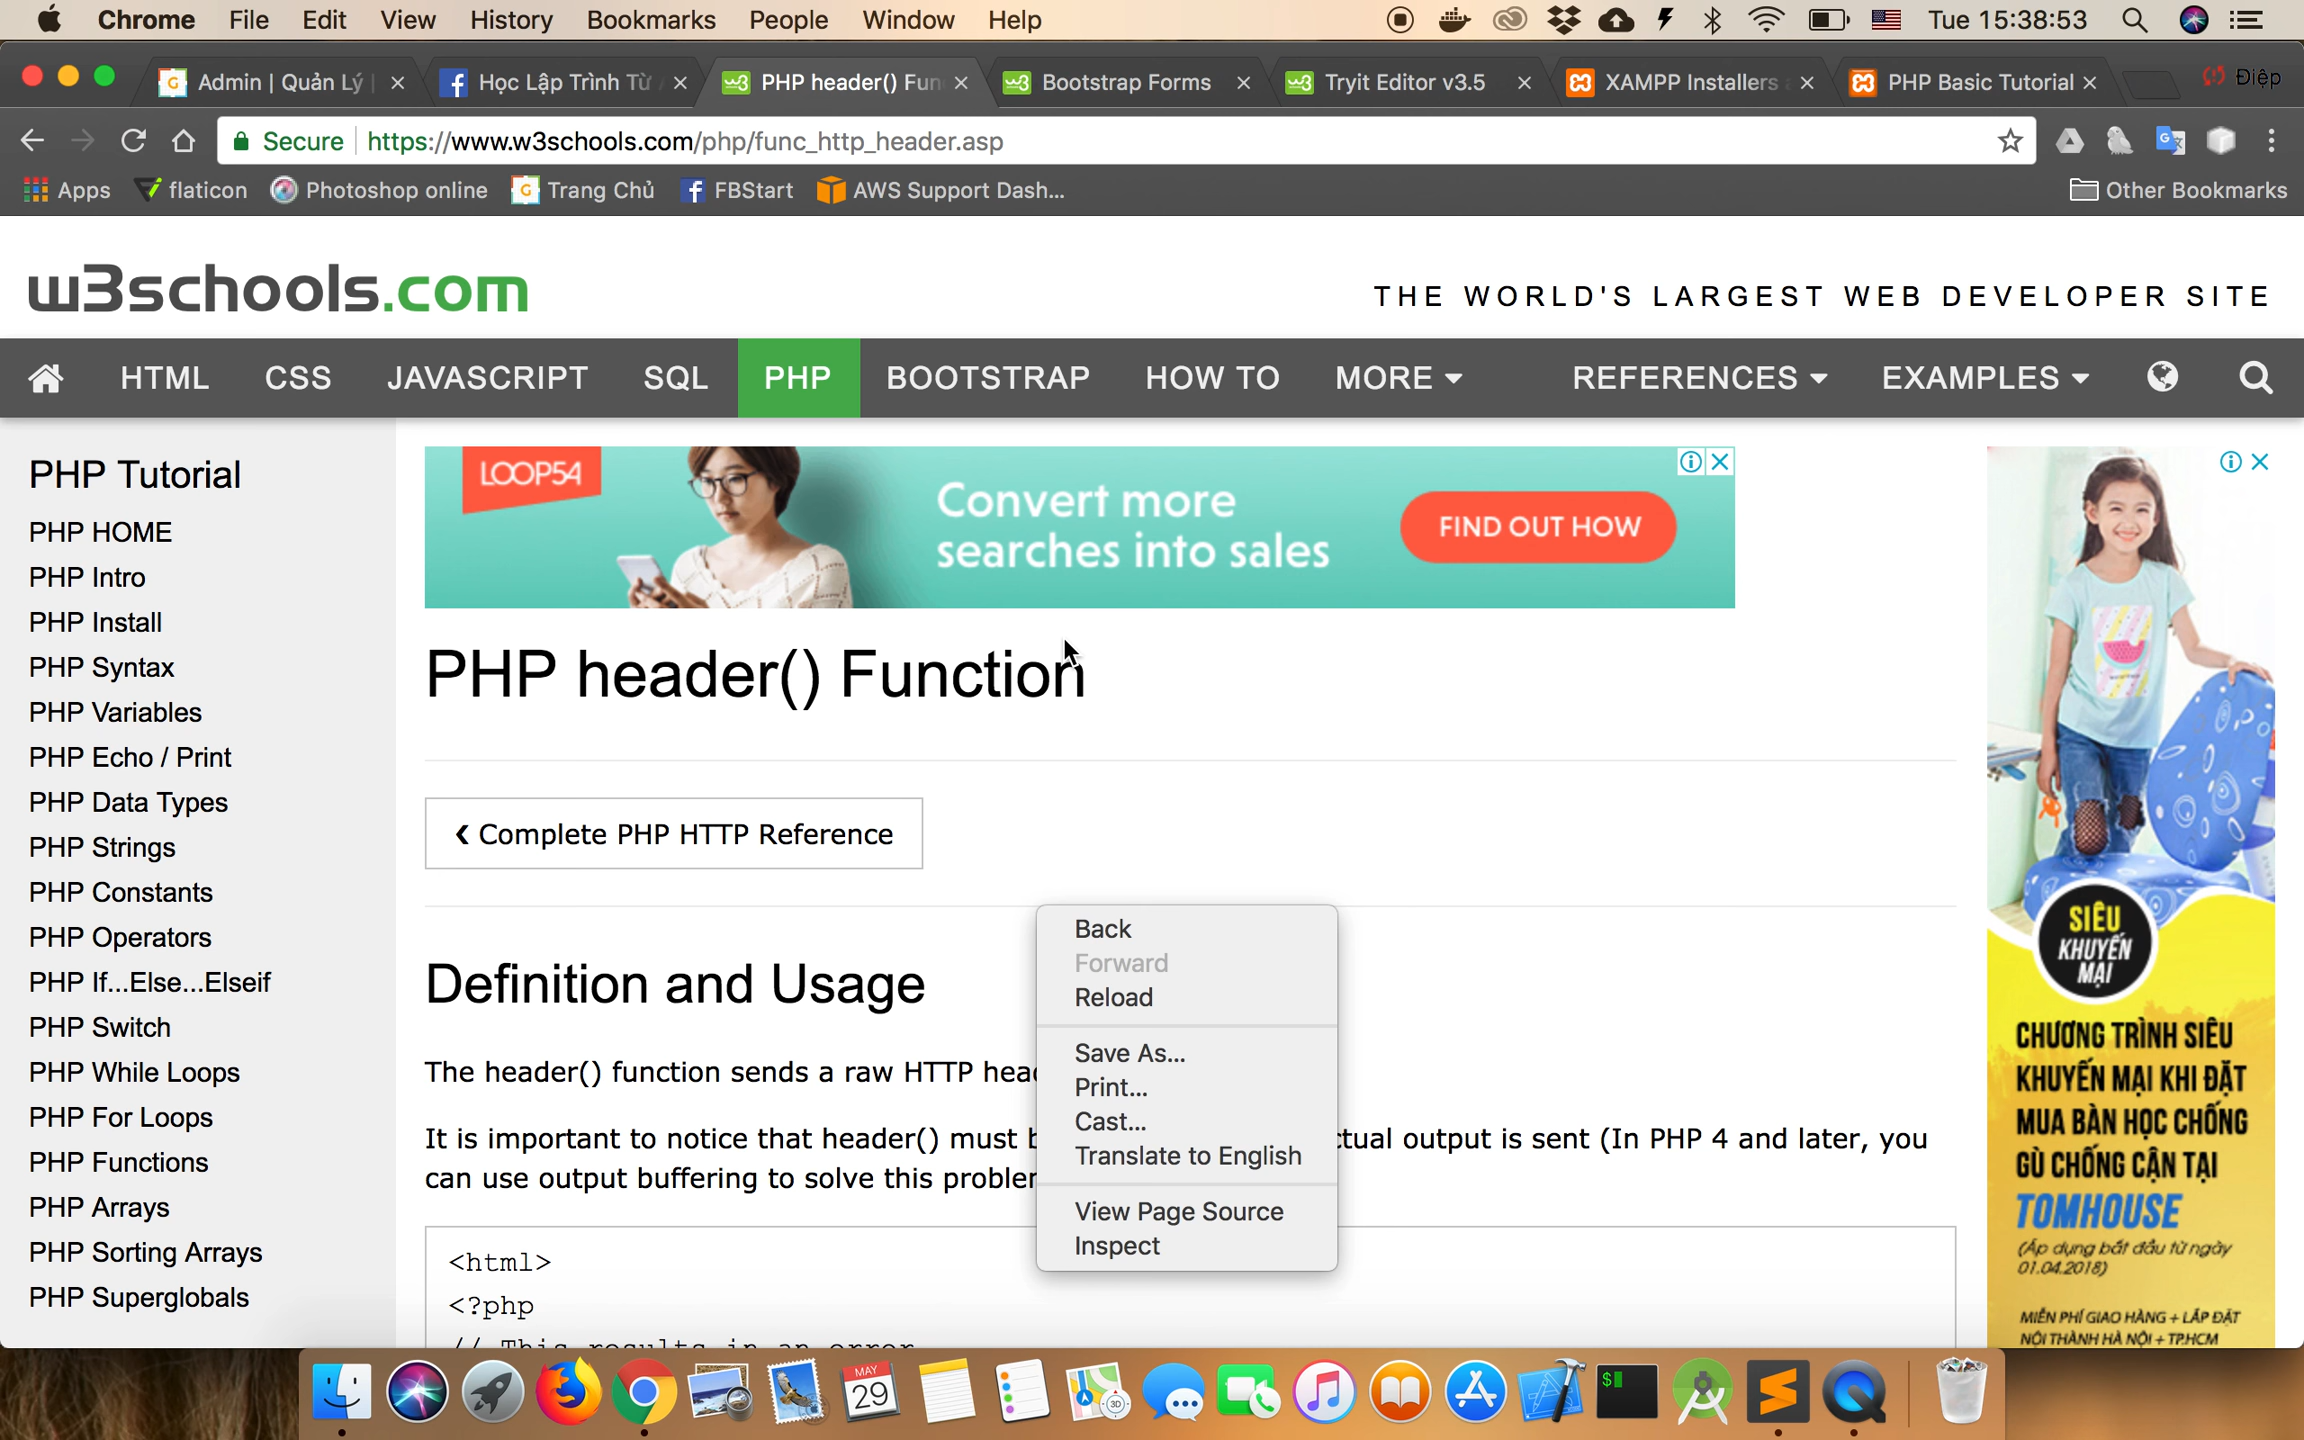 Chrome File Edit View History Bookmarks People Window Help Tue 15:38:53
Admin | Quản Lý
Học Lập Trình Từ
PHP header() Fun
Bootstrap Forms
Tryit Editor v3.5
XAMPP Installers
PHP Basic Tutorial
Điệp
Secure https://www.w3schools.com/php/func_http_header.asp
Apps flaticon Photoshop online Trang Chủ FBStart AWS Support Dash... Other Bookmarks
w3schools.com
THE WORLD'S LARGEST WEB DEVELOPER SITE
HTML CSS JAVASCRIPT SQL PHP BOOTSTRAP HOW TO MORE REFERENCES EXAMPLES
PHP Tutorial
PHP HOME
PHP Intro
PHP Install
PHP Syntax
PHP Variables
PHP Echo / Print
PHP Data Types
PHP Strings
PHP Constants
PHP Operators
PHP If...Else...Elseif
PHP Switch
PHP While Loops
PHP For Loops
PHP Functions
PHP Arrays
PHP Sorting Arrays
PHP Superglobals
LOOP54
Convert more
searches into sales
FIND OUT HOW
PHP header() Function
❮ Complete PHP HTTP Reference
Definition and Usage
The header() function sends a raw HTTP
It is important to notice that header() must actual output is sent (In PHP 4 and later, you
can use output buffering to solve this
<html>
<?php
// This results in an error
Back
Forward
Reload
Save As...
Print...
Cast...
Translate to English
View Page Source
Inspect
SIÊU
KHUYẾN
MẠI
CHƯƠNG TRÌNH SIÊU
KHUYẾN MẠI KHI ĐẶT
MUA BÀN HỌC CHỐNG
GÙ CHỐNG CẬN TẠI
TOMHOUSE
(Áp dụng bắt đầu từ ngày
01.04.2018)
MIỄN PHÍ GIAO HÀNG + LẮP ĐẶT
NỘI THÀNH HÀ NỘI + TP.HCM
MAY
29
3D
$